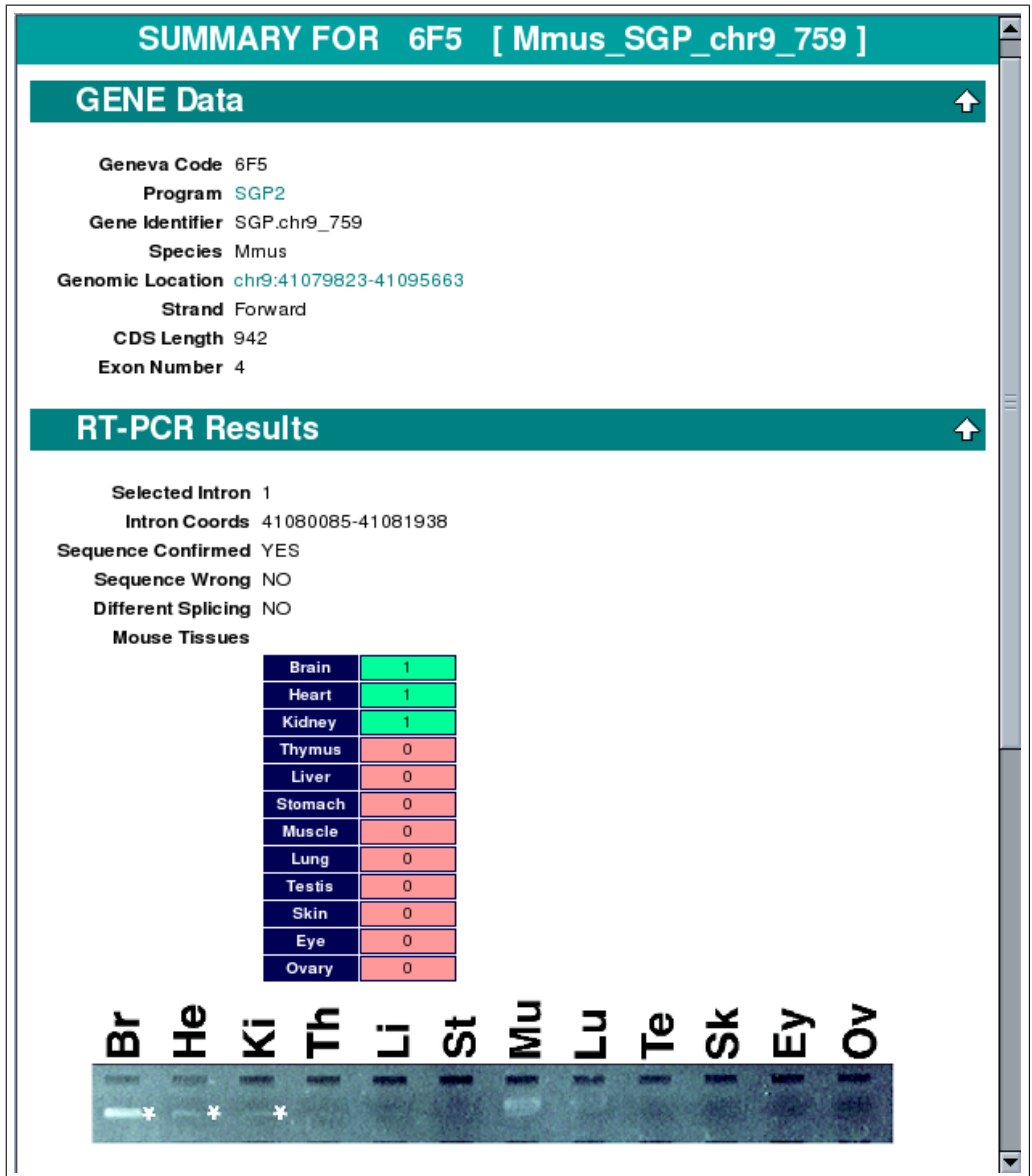 SUMMARY FOR 6F5 [ Mmus_SGP_chr9_759 ]
GENE Data
Geneva Code 6F5
Program SGP2
Gene Identifier SGP.chr9_759
Species Mmus
Genomic Location chr9:41079823-41095663
Strand Forward
CDS Length 942
Exon Number 4
RT-PCR Results
Selected Intron 1
Intron Coords 41080085-41081938
Sequence Confirmed YES
Sequence Wrong NO
Different Splicing NO
Mouse Tissues
Brain 1
Heart 1
Kidney 1
Thymus 0
Liver 0
Stomach 0
Muscle 0
Lung 0
Testis 0
Skin 0
Eye 0
Ovary 0
Br He Ki Th Li St Mu Lu Te Sk Ey Ov
* * *